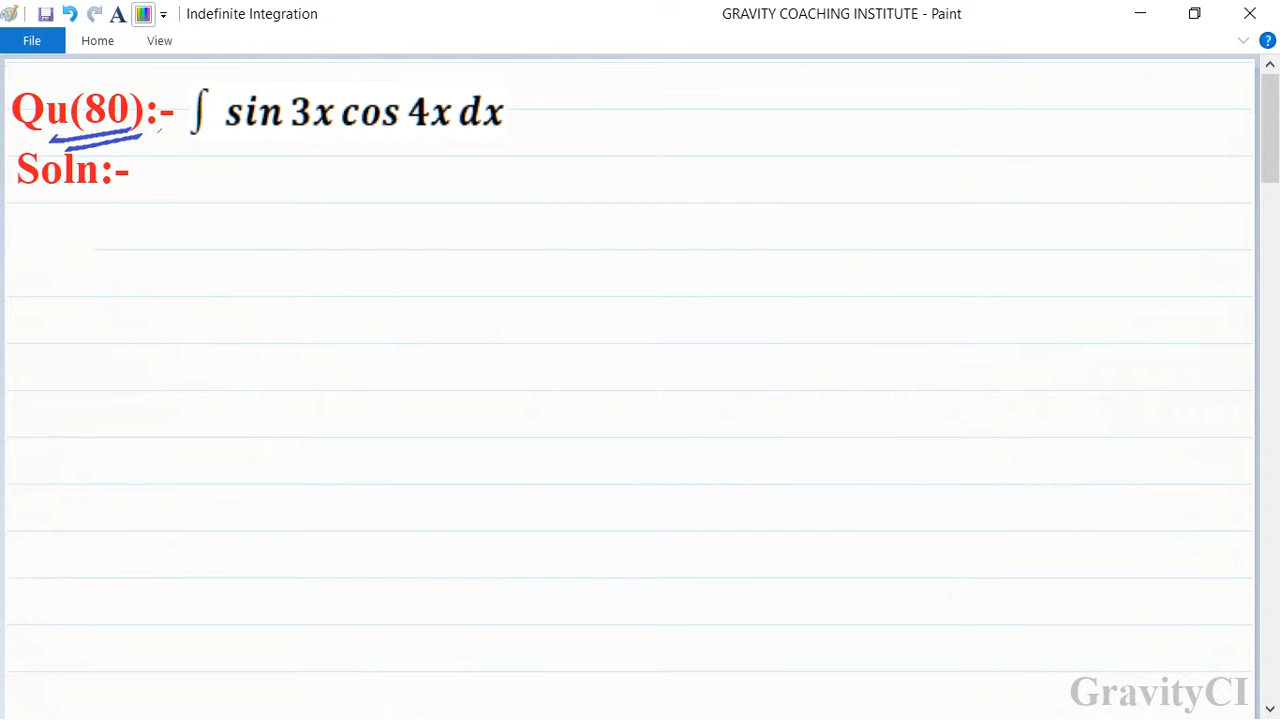 Indefinite Integration
GRAVITY COACHING INSTITUTE - Paint
File Home View
Qu(80):- ∫ sin 3x cos 4x dx
Soln:-
GravityCI